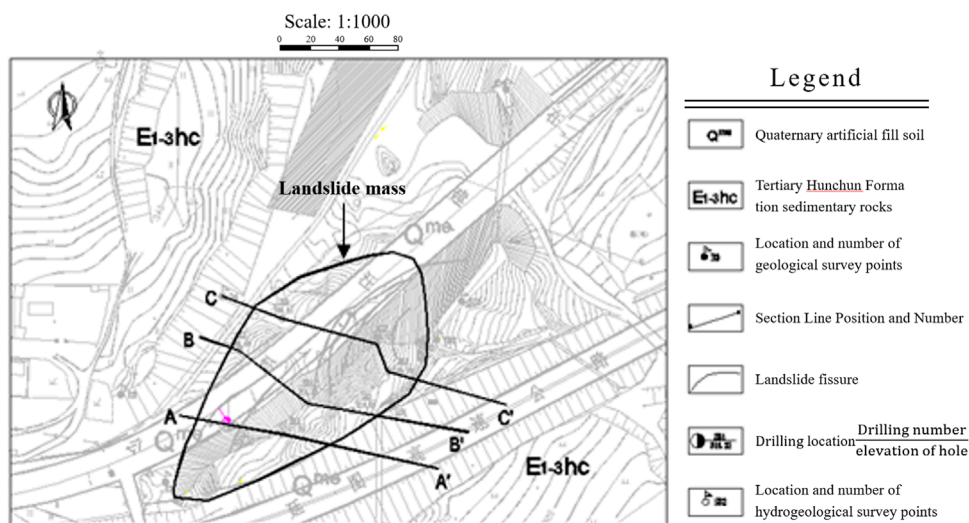 Scale: 1:1000
0 20 40 60 80
E1-3hc
Landslide mass
Qme
C
B
A
C'
B'
A'
Qme
Qme
E1-3hc
Legend
Qme Quaternary artificial fill soil
E1-3hc Tertiary Hunchun Forma
tion sedimentary rocks
Location and number of
geological survey points
Section Line Position and Number
Landslide fissure
Drilling location Drilling number
elevation of hole
Location and number of
hydrogeological survey points